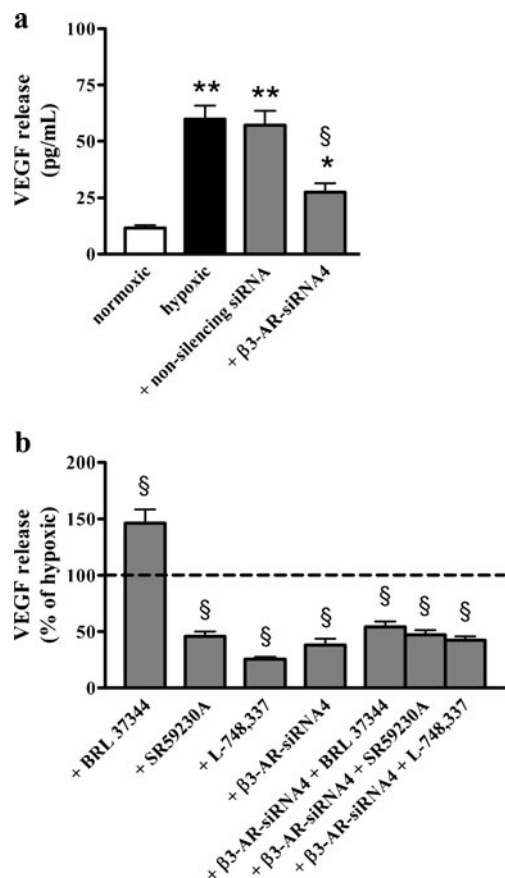 a
VEGF release
(pg/mL)
100
75
50
25
0
**
**
§
*
normoxic
hypoxic
+ non-silencing siRNA
+ β3-AR-siRNA4
b
VEGF release
(% of hypoxic)
200
150
100
50
0
§
§
§
§
§
§
§
+ BRL 37344
+ SR59230A
+ L-748,337
+ β3-AR-siRNA4
+ β3-AR-siRNA4 + BRL 37344
+ β3-AR-siRNA4 + SR59230A
+ β3-AR-siRNA4 + L-748,337